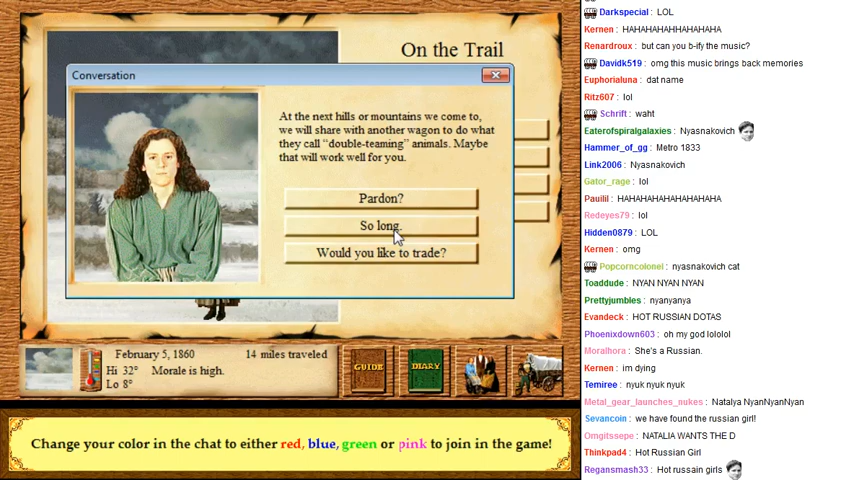 On the Trail
Conversation
At the next hills or mountains we come to,
we will share with another wagon to do what
they call “double-teaming” animals. Maybe
that will work well for you.
Pardon?
So long.
Would you like to trade?
February 5, 1860
14 miles traveled
Hi 32°
Morale is high.
Lo 8°
GUIDE
DIARY
Change your color in the chat to either red, blue, green or pink to join in the game!
Darkspecial : LOL
Kernen : HAHAHAHAHHAHAHAHA
Renardroux : but can you b-ify the music?
Davidk519 : omg this music brings back memories
Euphorialuna : dat name
Ritz607 : lol
Schrift : waht
Eaterofspiralgalaxies : Nyasnakovich
Hammer_of_gg : Metro 1833
Link2006 : Nyasnakovich
Gator_rage : lol
Paulill : HAHAHAHAHAHAHAHA
Redeyes79 : lol
Hidden0879 : LOL
Kernen : omg
Popcorncolonel : nyasnakovich cat
Toaddude : NYAN NYAN NYAN
Prettyjumbles : nyanyanya
Evandeck : HOT RUSSIAN DOTAS
Phoenixdown603 : oh my god lololol
Moralhora : She's a Russian.
Kernen : im dying
Temiree : nyuk nyuk nyuk
Metal_gear_launches_nukes : Natalya NyanNyanNyan
Sevancoin : we have found the russian girl!
Omgitssepe : NATALIA WANTS THE D
Thinkpad4 : Hot Russian Girl
Regansmash33 : Hot russain girls